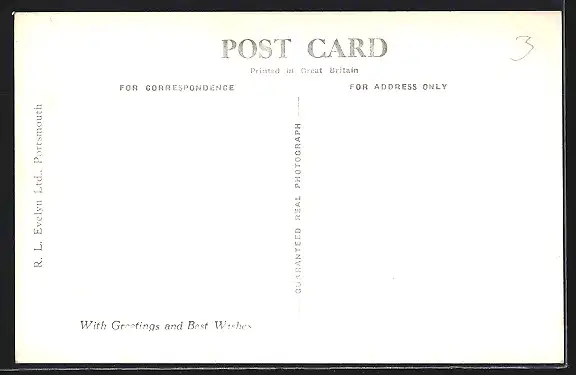 POST CARD
3
Printed in Great Britain
FOR CORRESPONDENCE
FOR ADDRESS ONLY
R. L. Evelyn Ltd., Portsmouth
GUARANTEED REAL PHOTOGRAPH
With Greetings and Best Wishes